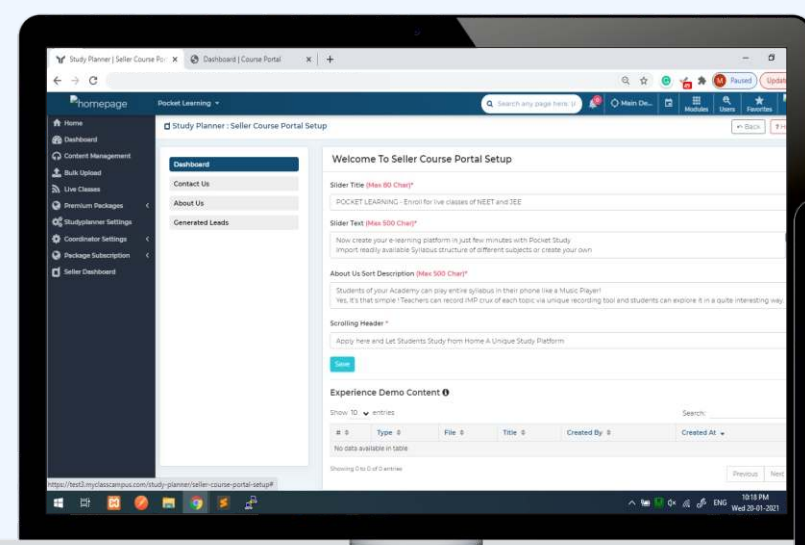 Study Planner | Seller Course Por
Dashboard | Course Portal
Paused
Updat
homepage
Pocket Learning
Search any page here.
Main De...
Modules
Users
Favorites
Home
Dashboard
Content Management
Bulk Upload
Live Classes
Premium Packages
Studyplanner Settings
Coordinator Settings
Package Subscription
Seller Dashboard
Study Planner : Seller Course Portal Setup
Back
Dashboard
Contact Us
About Us
Generated Leads
Welcome To Seller Course Portal Setup
Slider Title (Max 80 Char)*
POCKET LEARNING - Enroll for live classes of NEET and JEE
Slider Text (Max 500 Char)*
Now create your e-learning platform in just few minutes with Pocket Study
Import readily available Syllabus structure of different subjects or create your own
About Us Sort Description (Max 500 Char)*
Students of your Academy can play entire syllabus in their phone like a Music Player!
Yes, it's that simple ! Teachers can record IMP crux of each topic via unique recording tool and students can explore it in a quite interesting way.
Scrolling Header *
Apply here and Let Students Study from Home A Unique Study Platform
Save
Experience Demo Content
Show 10 entries
Search:
# Type File Title Created By Created At
No data available in table
Showing 0 to 0 of 0 entries
Previous Next
https://test3.myclasscampus.com/study-planner/seller-course-portal-setup#
ENG
10:18 PM
Wed 20-01-2021